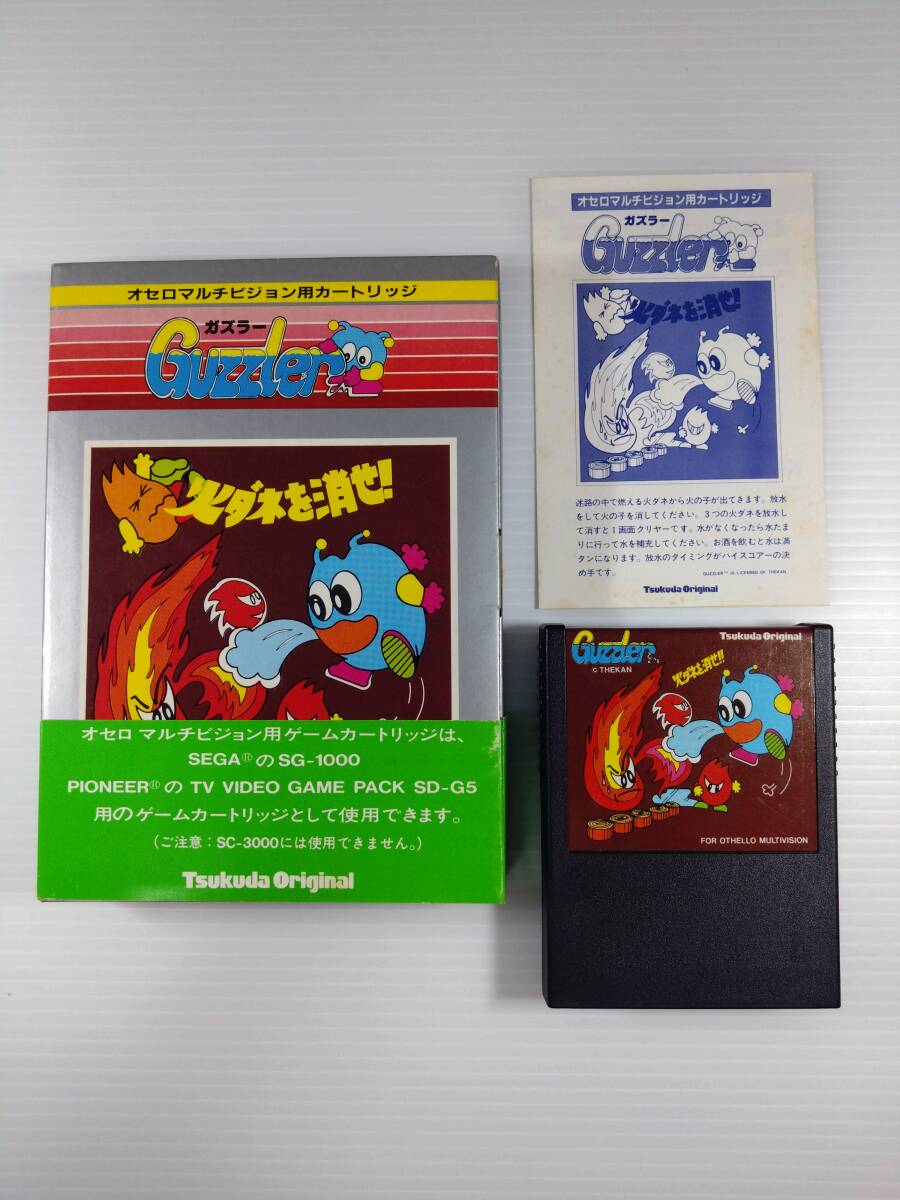 オセロマルチビジョン用カートリッジ
ガズラー
Guzzler
火ダネを消せ!
オセロ マルチビジョン用ゲームカートリッジは、
SEGA®のSG-1000
PIONEER®の TV VIDEO GAME PACK SD-G5
用のゲームカートリッジとして使用できます。
(ご注意:SC-3000には使用できません。)
Tsukuda Original
オセロマルチビジョン用カートリッジ
ガズラー
Guzzler
火ダネを消せ!
迷路の中で燃える火ダネから火の子が出てきます。放水
をして火の子を消してください。3つの火ダネを放水し
て消すと1画面クリヤーです。水がなくなったら水たま
りに行って水を補充してください。お酒を飲むと水は満
タンになります。放水のタイミングがハイスコアーの決
め手です。
GUZZLER™ IS LICENSED OF THEKAN
Tsukuda Original
Guzzler
Tsukuda Original
© THEKAN
火ダネを消せ!!
FOR OTHELLO MULTIVISION